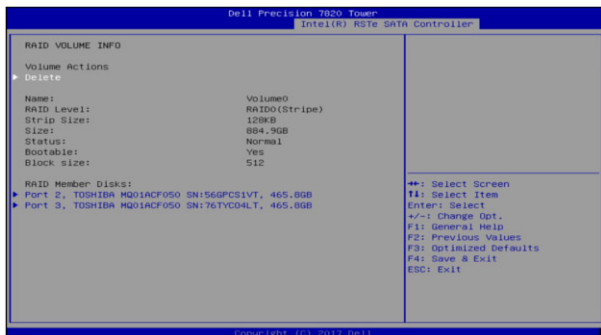 Dell Precision 7820 Tower
Intel(R) RSTe SATA Controller
RAID VOLUME INFO
Volume Actions
Delete
Name: Volume0
RAID Level: RAID0(Stripe)
Strip Size: 128KB
Size: 884.9GB
Status: Normal
Bootable: Yes
Block size: 512
RAID Member Disks:
Port 2, TOSHIBA MQ01ACF050 SN:56GPCS1VT, 465.8GB
Port 3, TOSHIBA MQ01ACF050 SN:76TYC04LT, 465.8GB
→←: Select Screen
↑↓: Select Item
Enter: Select
+/-: Change Opt.
F1: General Help
F2: Previous Values
F3: Optimized Defaults
F4: Save & Exit
ESC: Exit
Copyright (C) 2017 Dell